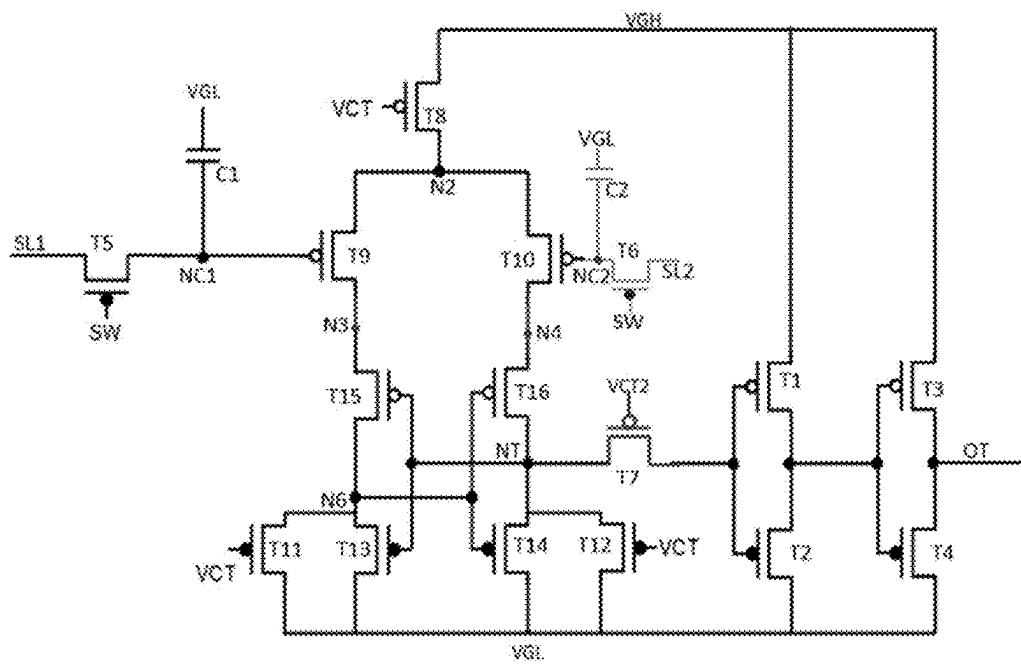 VGH
VGL
VCT
T8
VGL
C1
N2
C2
SL1
T5
T9
T10
T6
NC1
NC2
SL2
SW
SW
N3
N4
T15
T16
VCT2
T1
T3
NT
T7
OT
N6
T11
T13
T14
T12
VCT
T2
T4
VCT
VGL